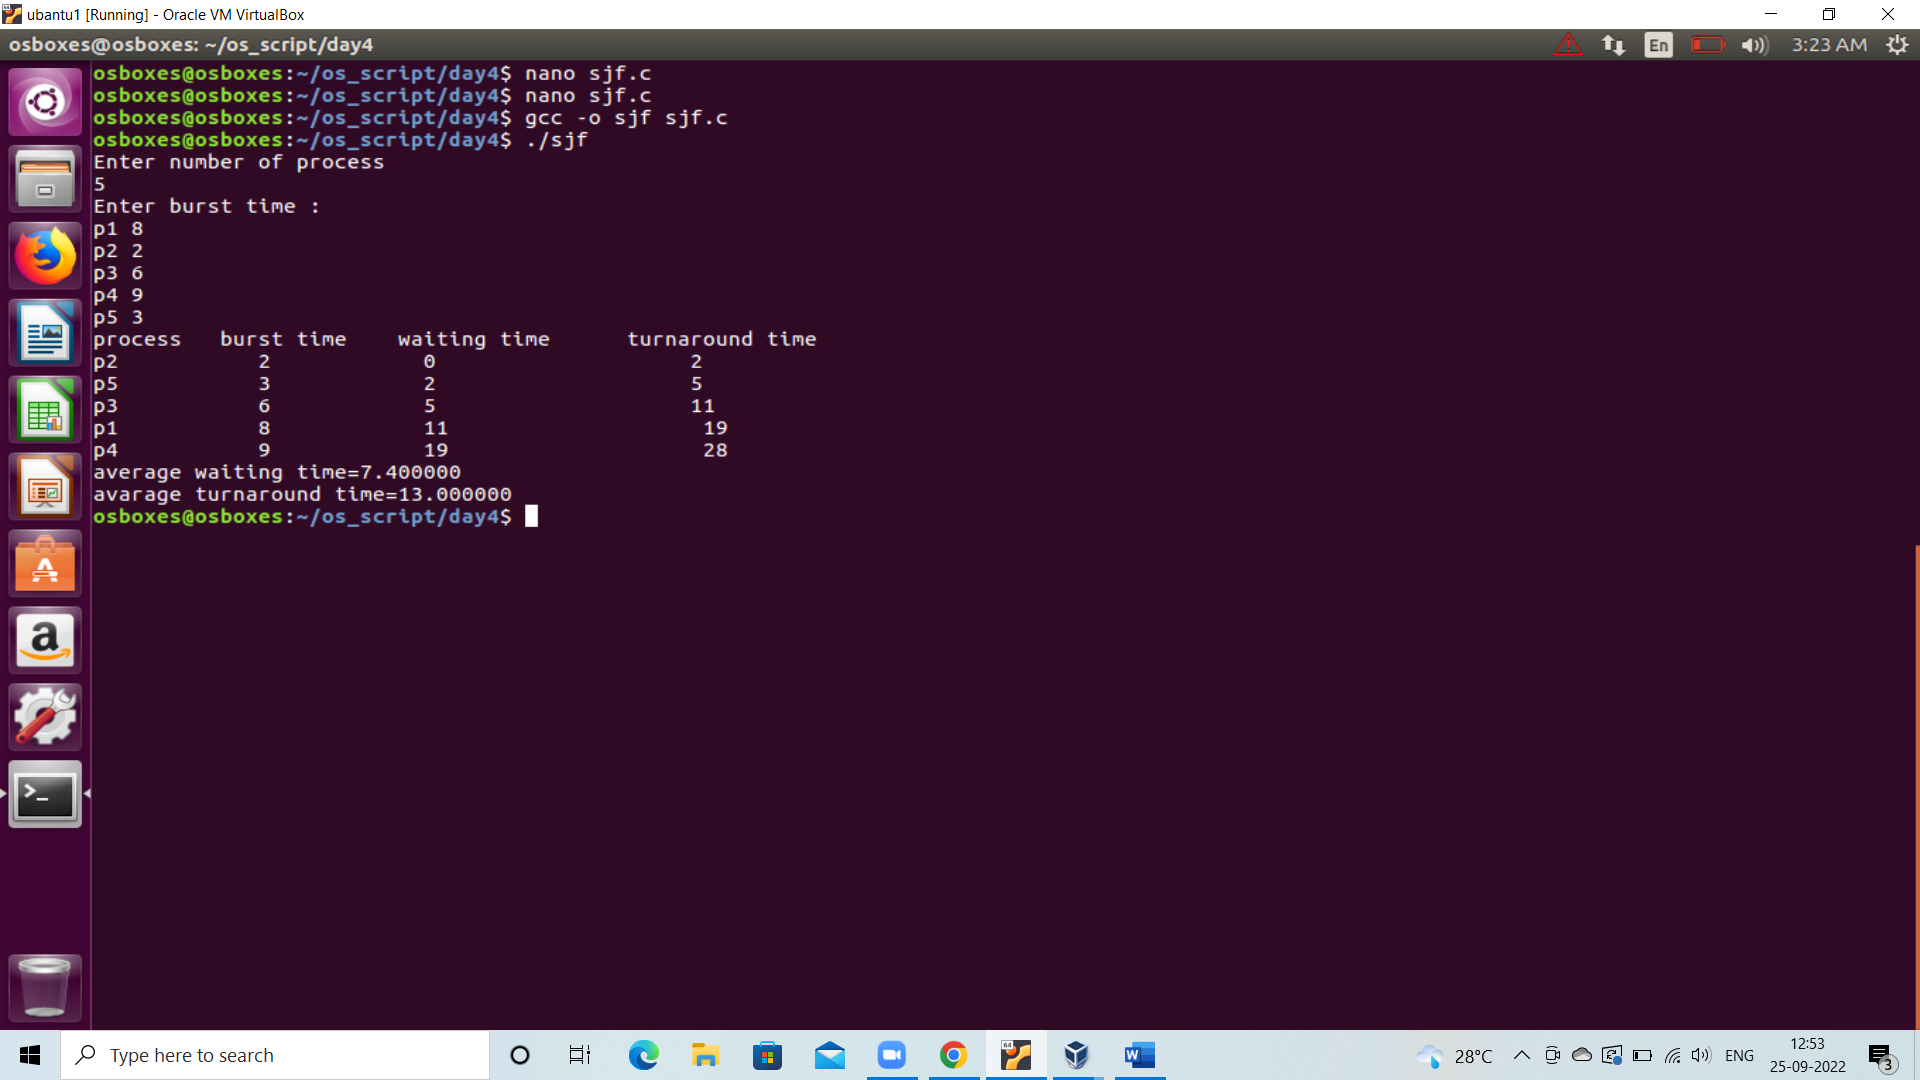 ubantu1 [Running] - Oracle VM VirtualBox
osboxes@osboxes: ~/os_script/day4
En
3:23 AM
osboxes@osboxes:~/os_script/day4$ nano sjf.c
osboxes@osboxes:~/os_script/day4$ nano sjf.c
osboxes@osboxes:~/os_script/day4$ gcc -o sjf sjf.c
osboxes@osboxes:~/os_script/day4$ ./sjf
Enter number of process
5
Enter burst time :
p1 8
p2 2
p3 6
p4 9
p5 3
process burst time waiting time turnaround time
p2 2 0 2
p5 3 2 5
p3 6 5 11
p1 8 11 19
p4 9 19 28
average waiting time=7.400000
avarage turnaround time=13.000000
osboxes@osboxes:~/os_script/day4$
Type here to search
28°C
ENG
12:53
25-09-2022
3